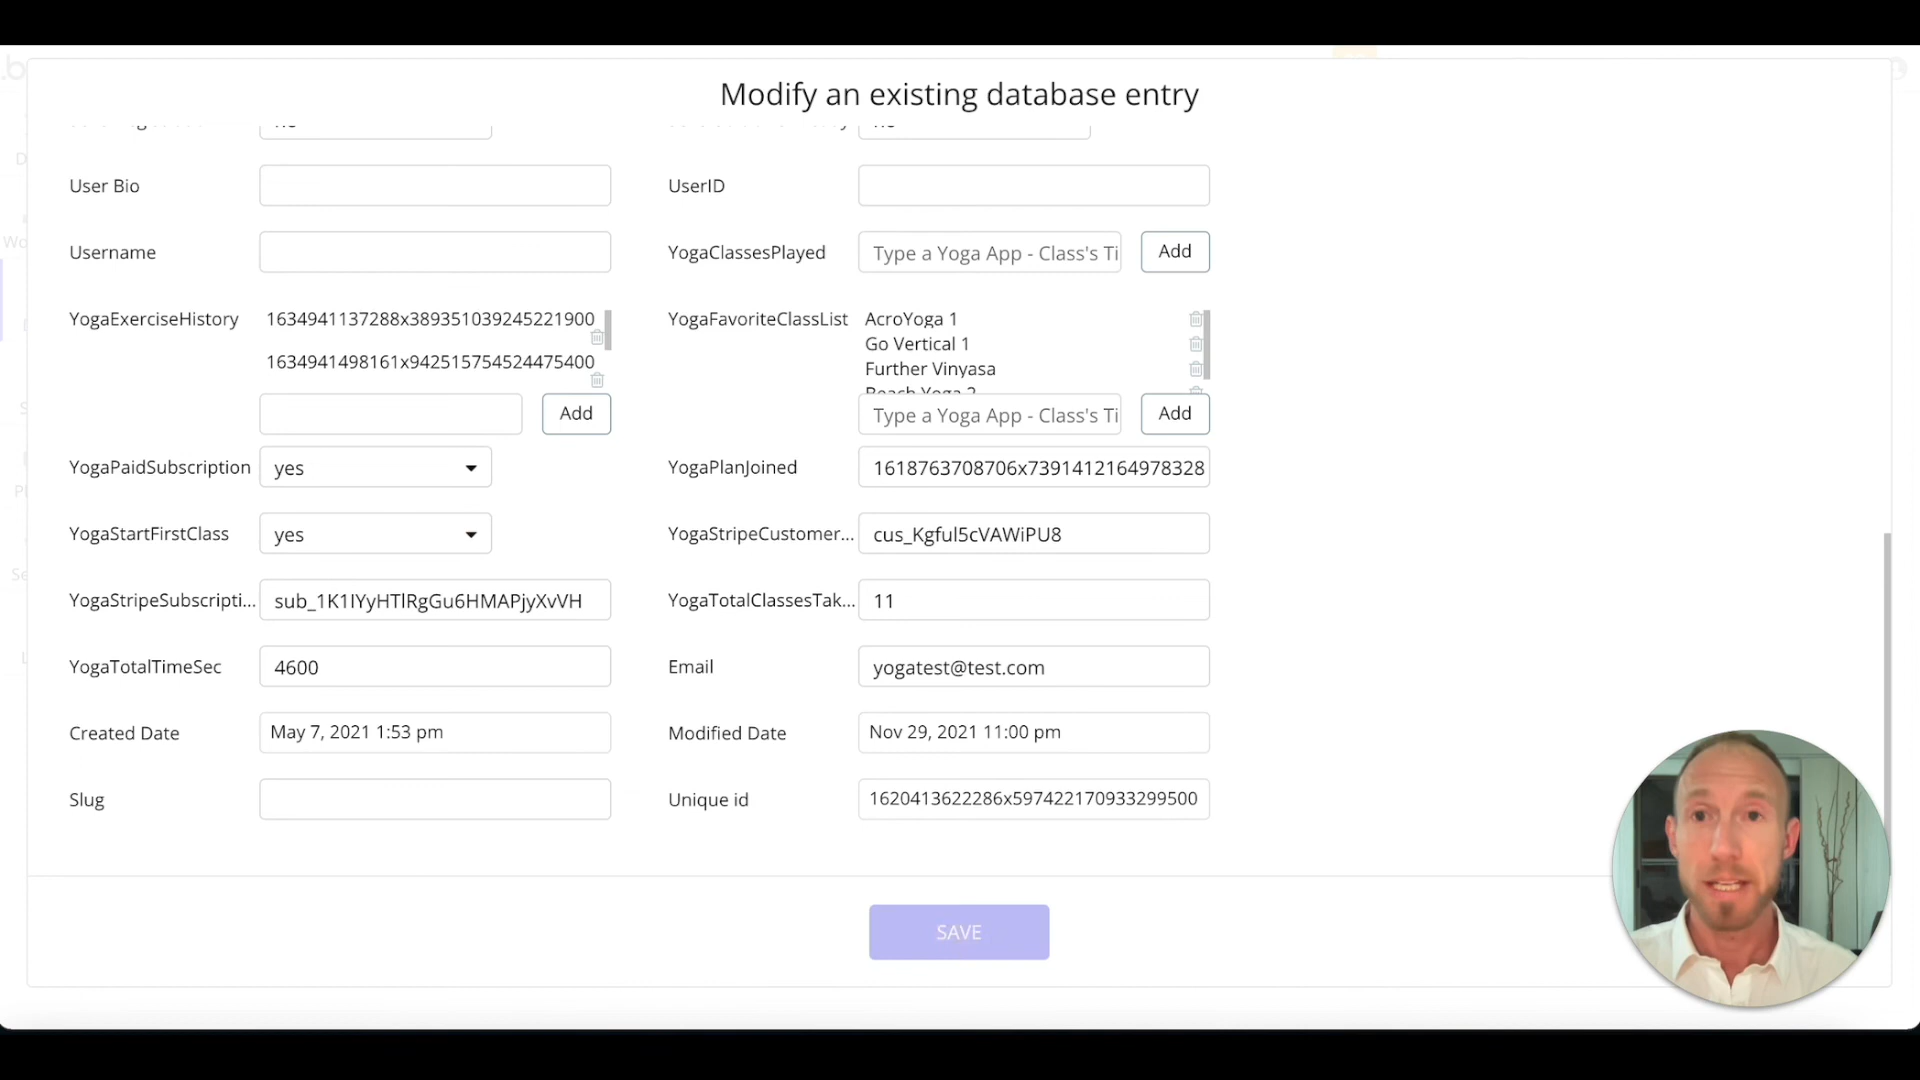 Modify an existing database entry
User Bio
UserID
Username
YogaClassesPlayed
Type a Yoga App - Class's Ti
Add
YogaExerciseHistory
1634941137288x389351039245221900
1634941498161x942515754524475400
Add
YogaFavoriteClassList
AcroYoga 1
Go Vertical 1
Further Vinyasa
Beach Yoga 2
Type a Yoga App - Class's Ti
Add
YogaPaidSubscription
yes
YogaPlanJoined
1618763708706x7391412164978328
YogaStartFirstClass
yes
YogaStripeCustomer...
cus_Kgful5cVAWiPU8
YogaStripeSubscripti...
sub_1K1IYyHTlRgGu6HMAPjyXvVH
YogaTotalClassesTak...
11
YogaTotalTimeSec
4600
Email
yogatest@test.com
Created Date
May 7, 2021 1:53 pm
Modified Date
Nov 29, 2021 11:00 pm
Slug
Unique id
1620413622286x597422170933299500
SAVE